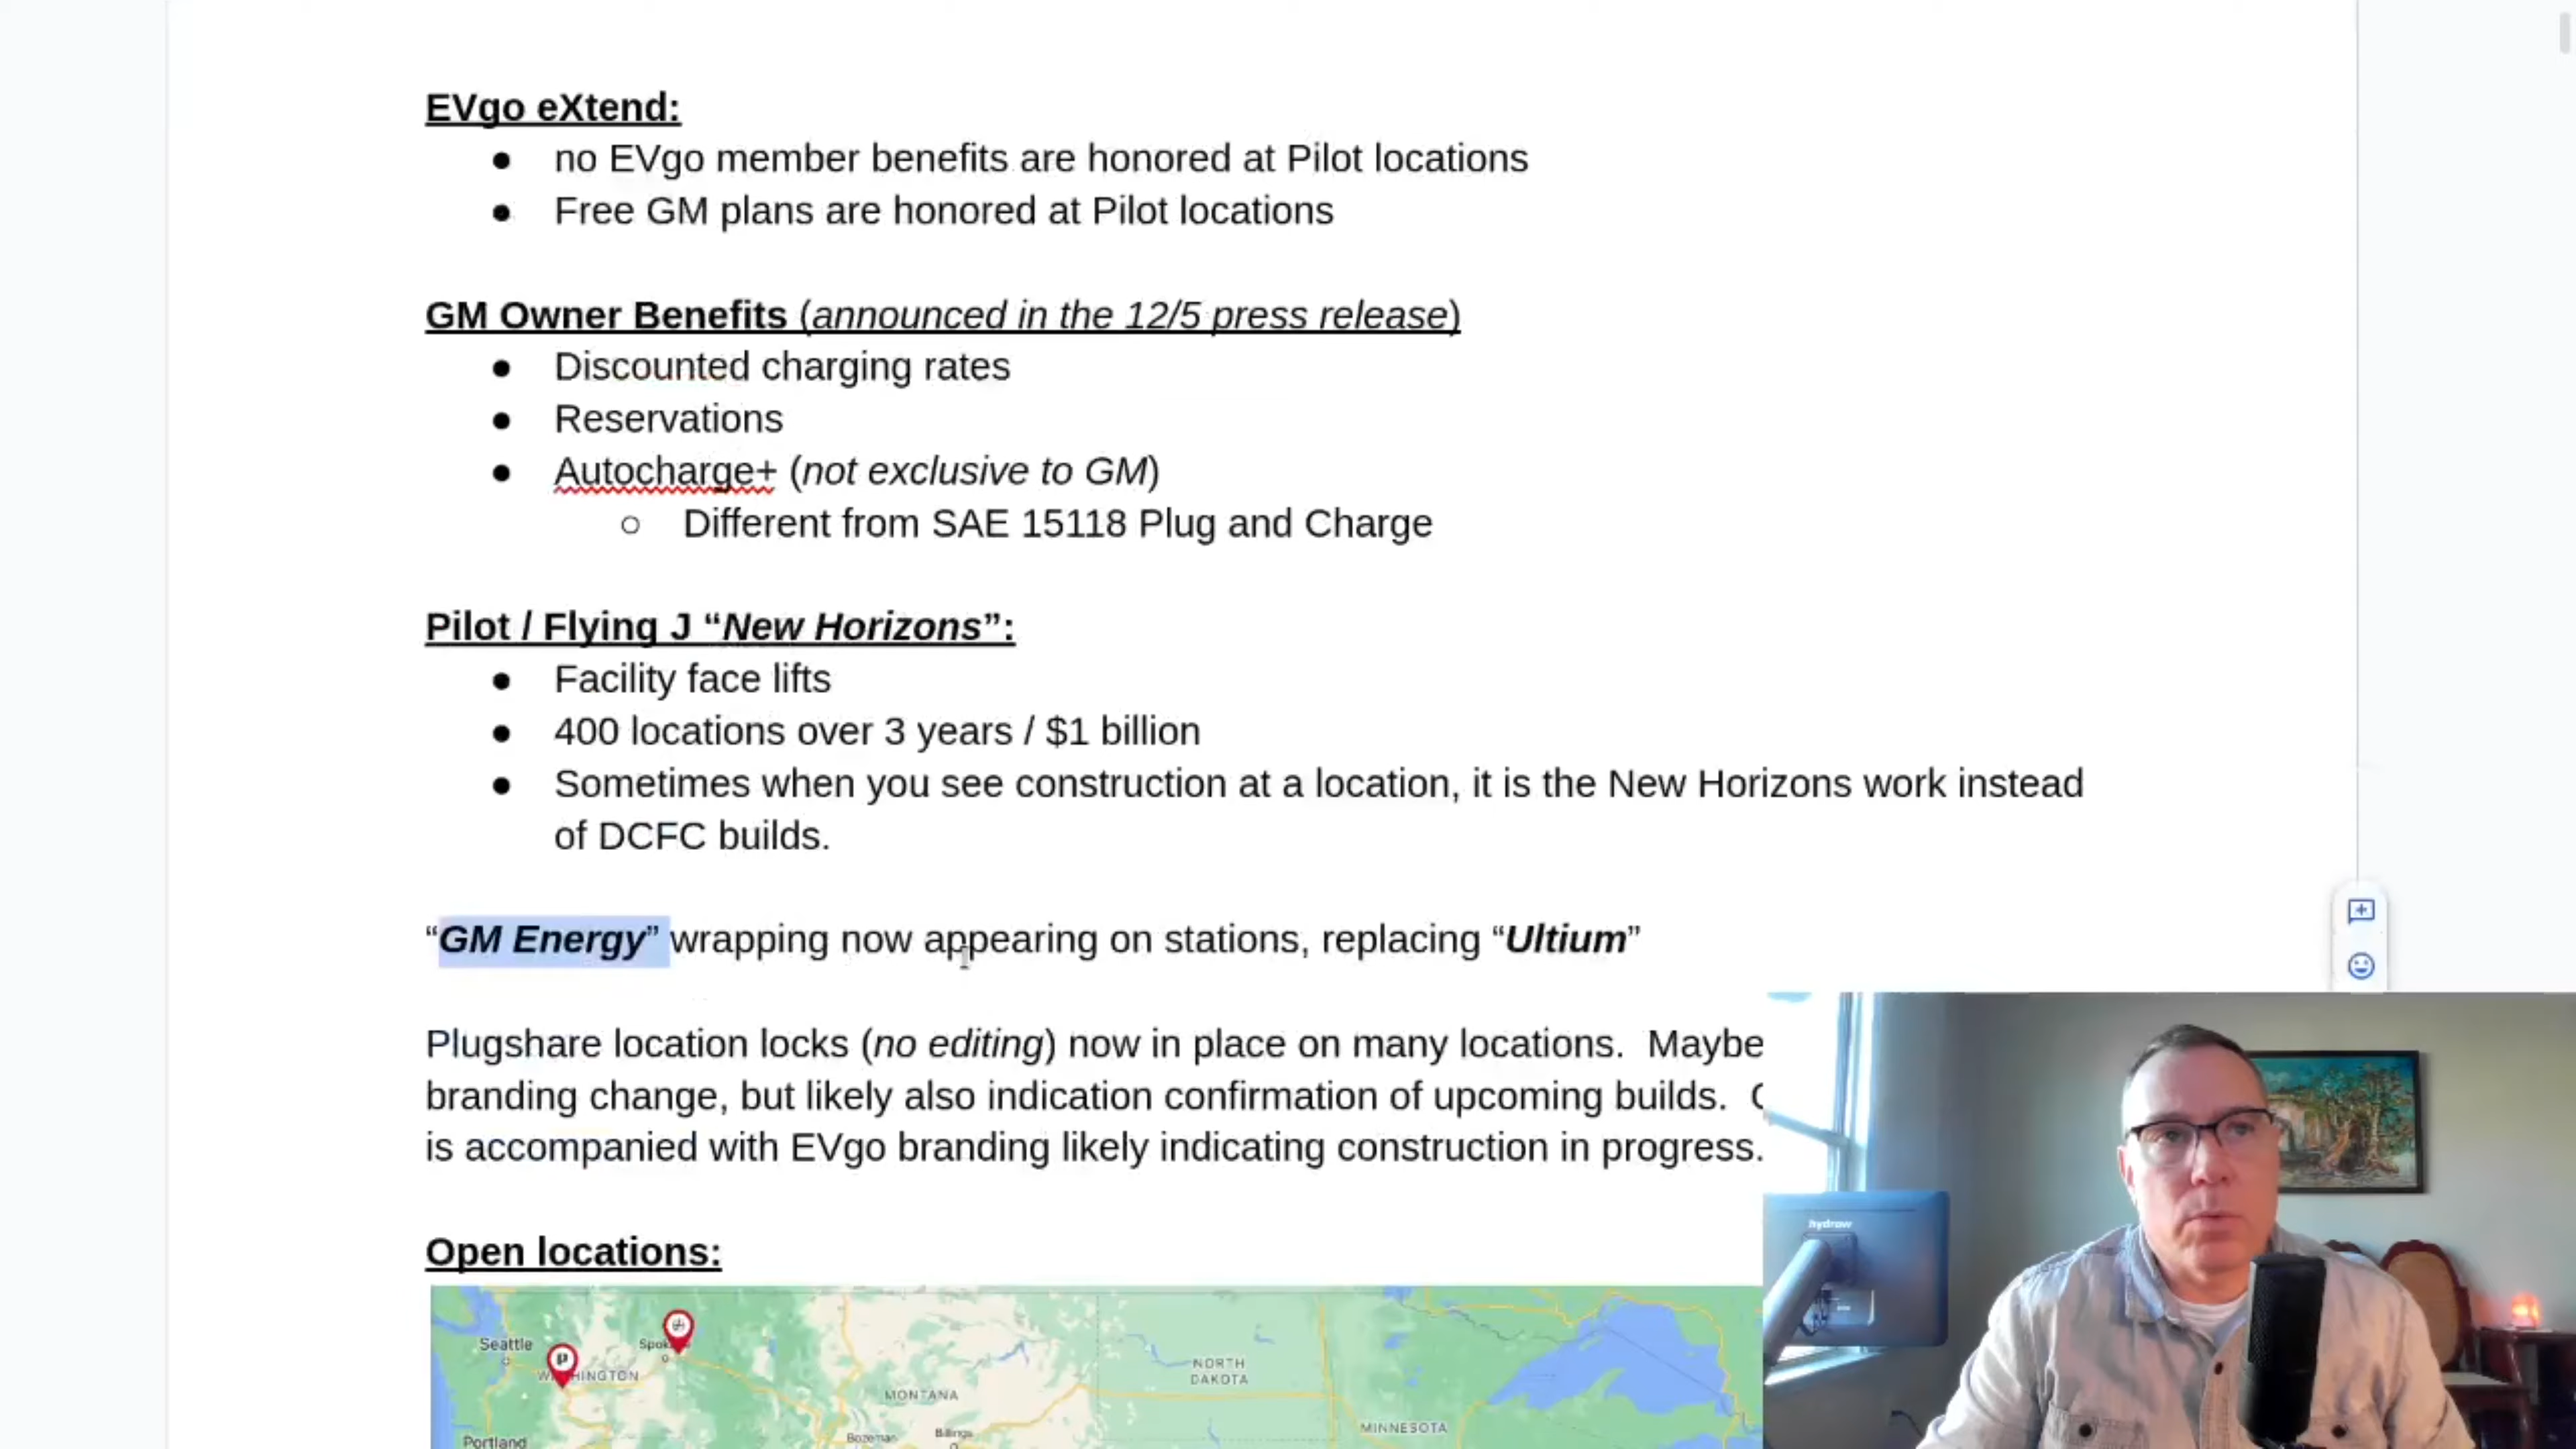 EVgo eXtend:
● no EVgo member benefits are honored at Pilot locations
● Free GM plans are honored at Pilot locations
GM Owner Benefits (announced in the 12/5 press release)
● Discounted charging rates
● Reservations
● Autocharge+ (not exclusive to GM)
○ Different from SAE 15118 Plug and Charge
Pilot / Flying J “New Horizons”:
● Facility face lifts
● 400 locations over 3 years / $1 billion
● Sometimes when you see construction at a location, it is the New Horizons work instead
of DCFC builds.
“GM Energy” wrapping now appearing on stations, replacing “Ultium”
Plugshare location locks (no editing) now in place on many locations. Maybe
branding change, but likely also indication confirmation of upcoming builds.
is accompanied with EVgo branding likely indicating construction in progress.
Open locations:
Seattle
WASHINGTON
NORTH
DAKOTA
MONTANA
MINNESOTA
Bozeman
Billings
Portland
hydrow